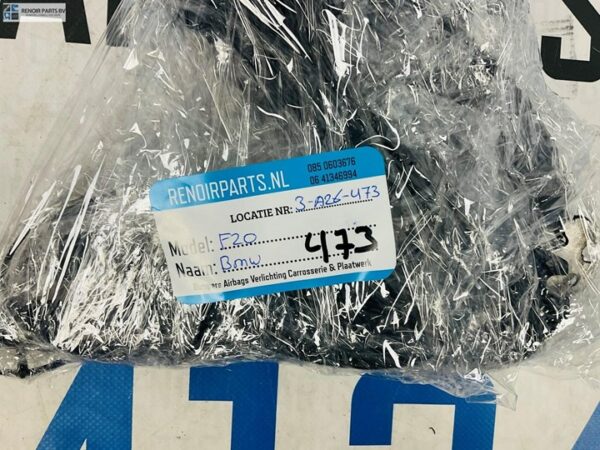 RENOIR PARTS BV
RENOIRPARTS.NL
085 0603676
06 41346994
LOCATIE NR: 3-A26-473
Model: F20
473
Naam: Bmw
Airbags Verlichting Carrosserie & Plaatwerk